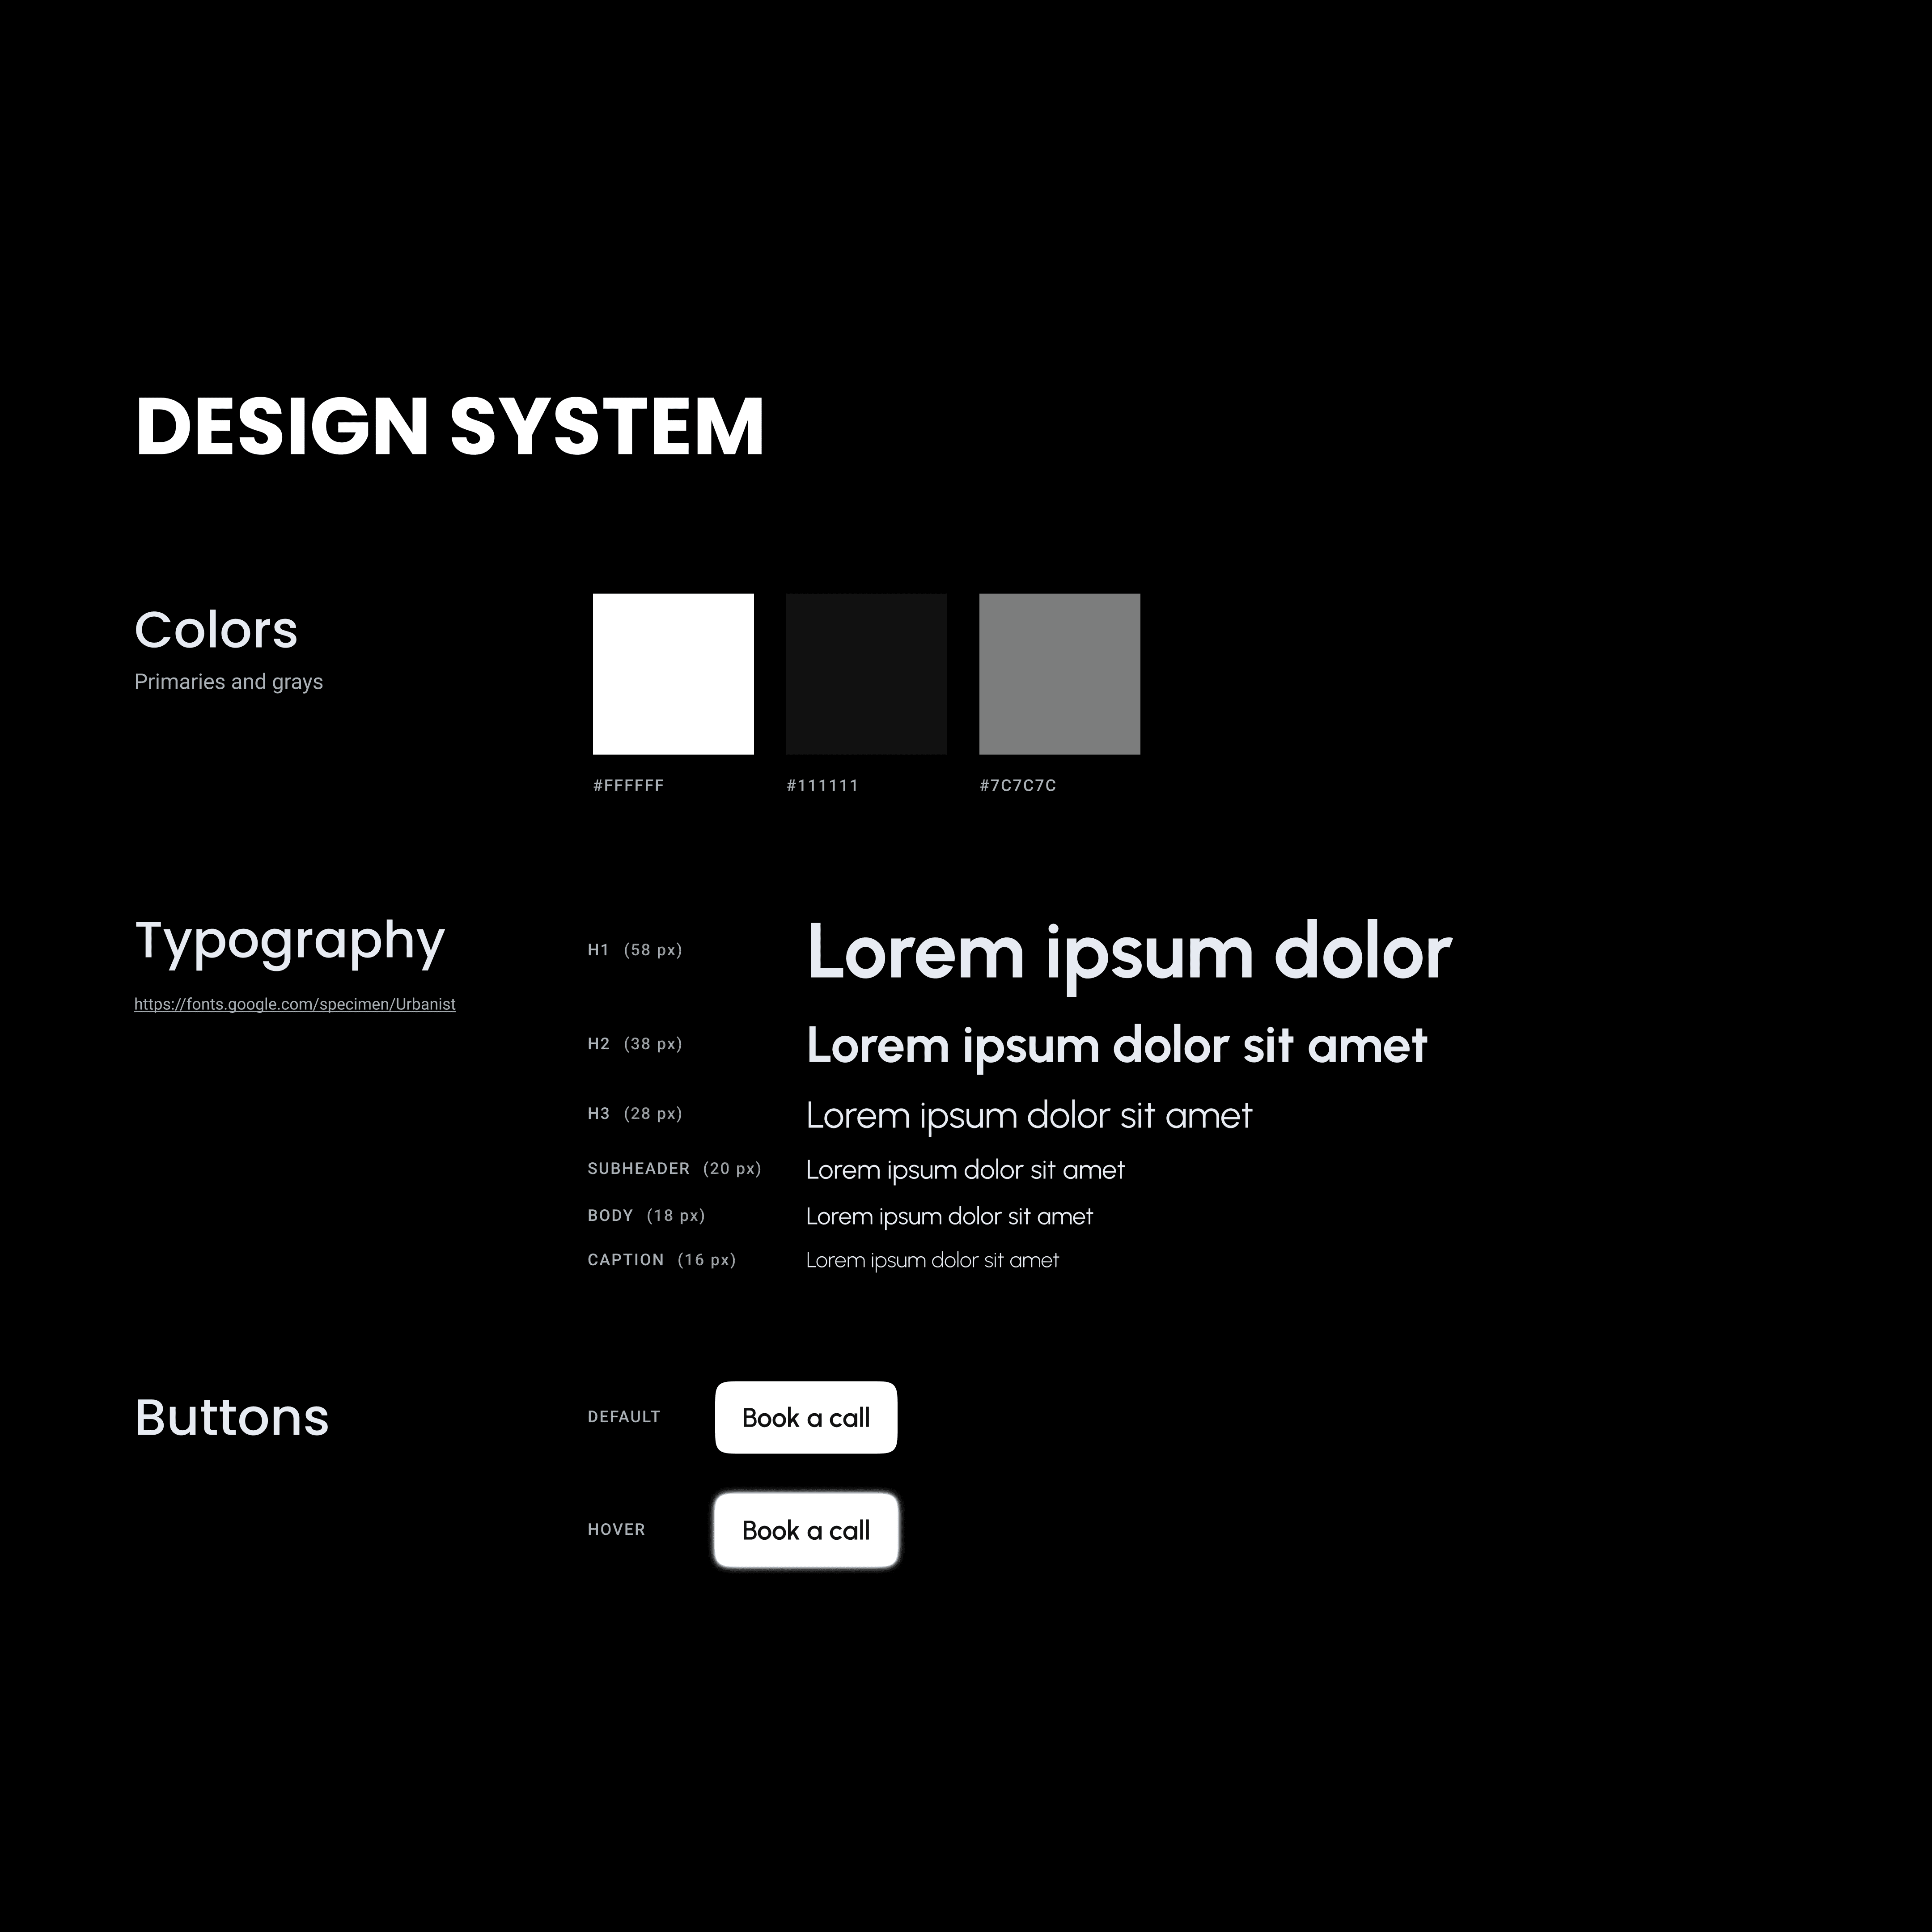 DESIGN SYSTEM
Colors
Primaries and grays
#FFFFFF
#111111
#7C7C7C
Typography
https://fonts.google.com/specimen/Urbanist
H1 (58 px)
Lorem ipsum dolor
H2 (38 px)
Lorem ipsum dolor sit amet
H3 (28 px)
Lorem ipsum dolor sit amet
SUBHEADER (20 px)
Lorem ipsum dolor sit amet
BODY (18 px)
Lorem ipsum dolor sit amet
CAPTION (16 px)
Lorem ipsum dolor sit amet
Buttons
DEFAULT
Book a call
HOVER
Book a call